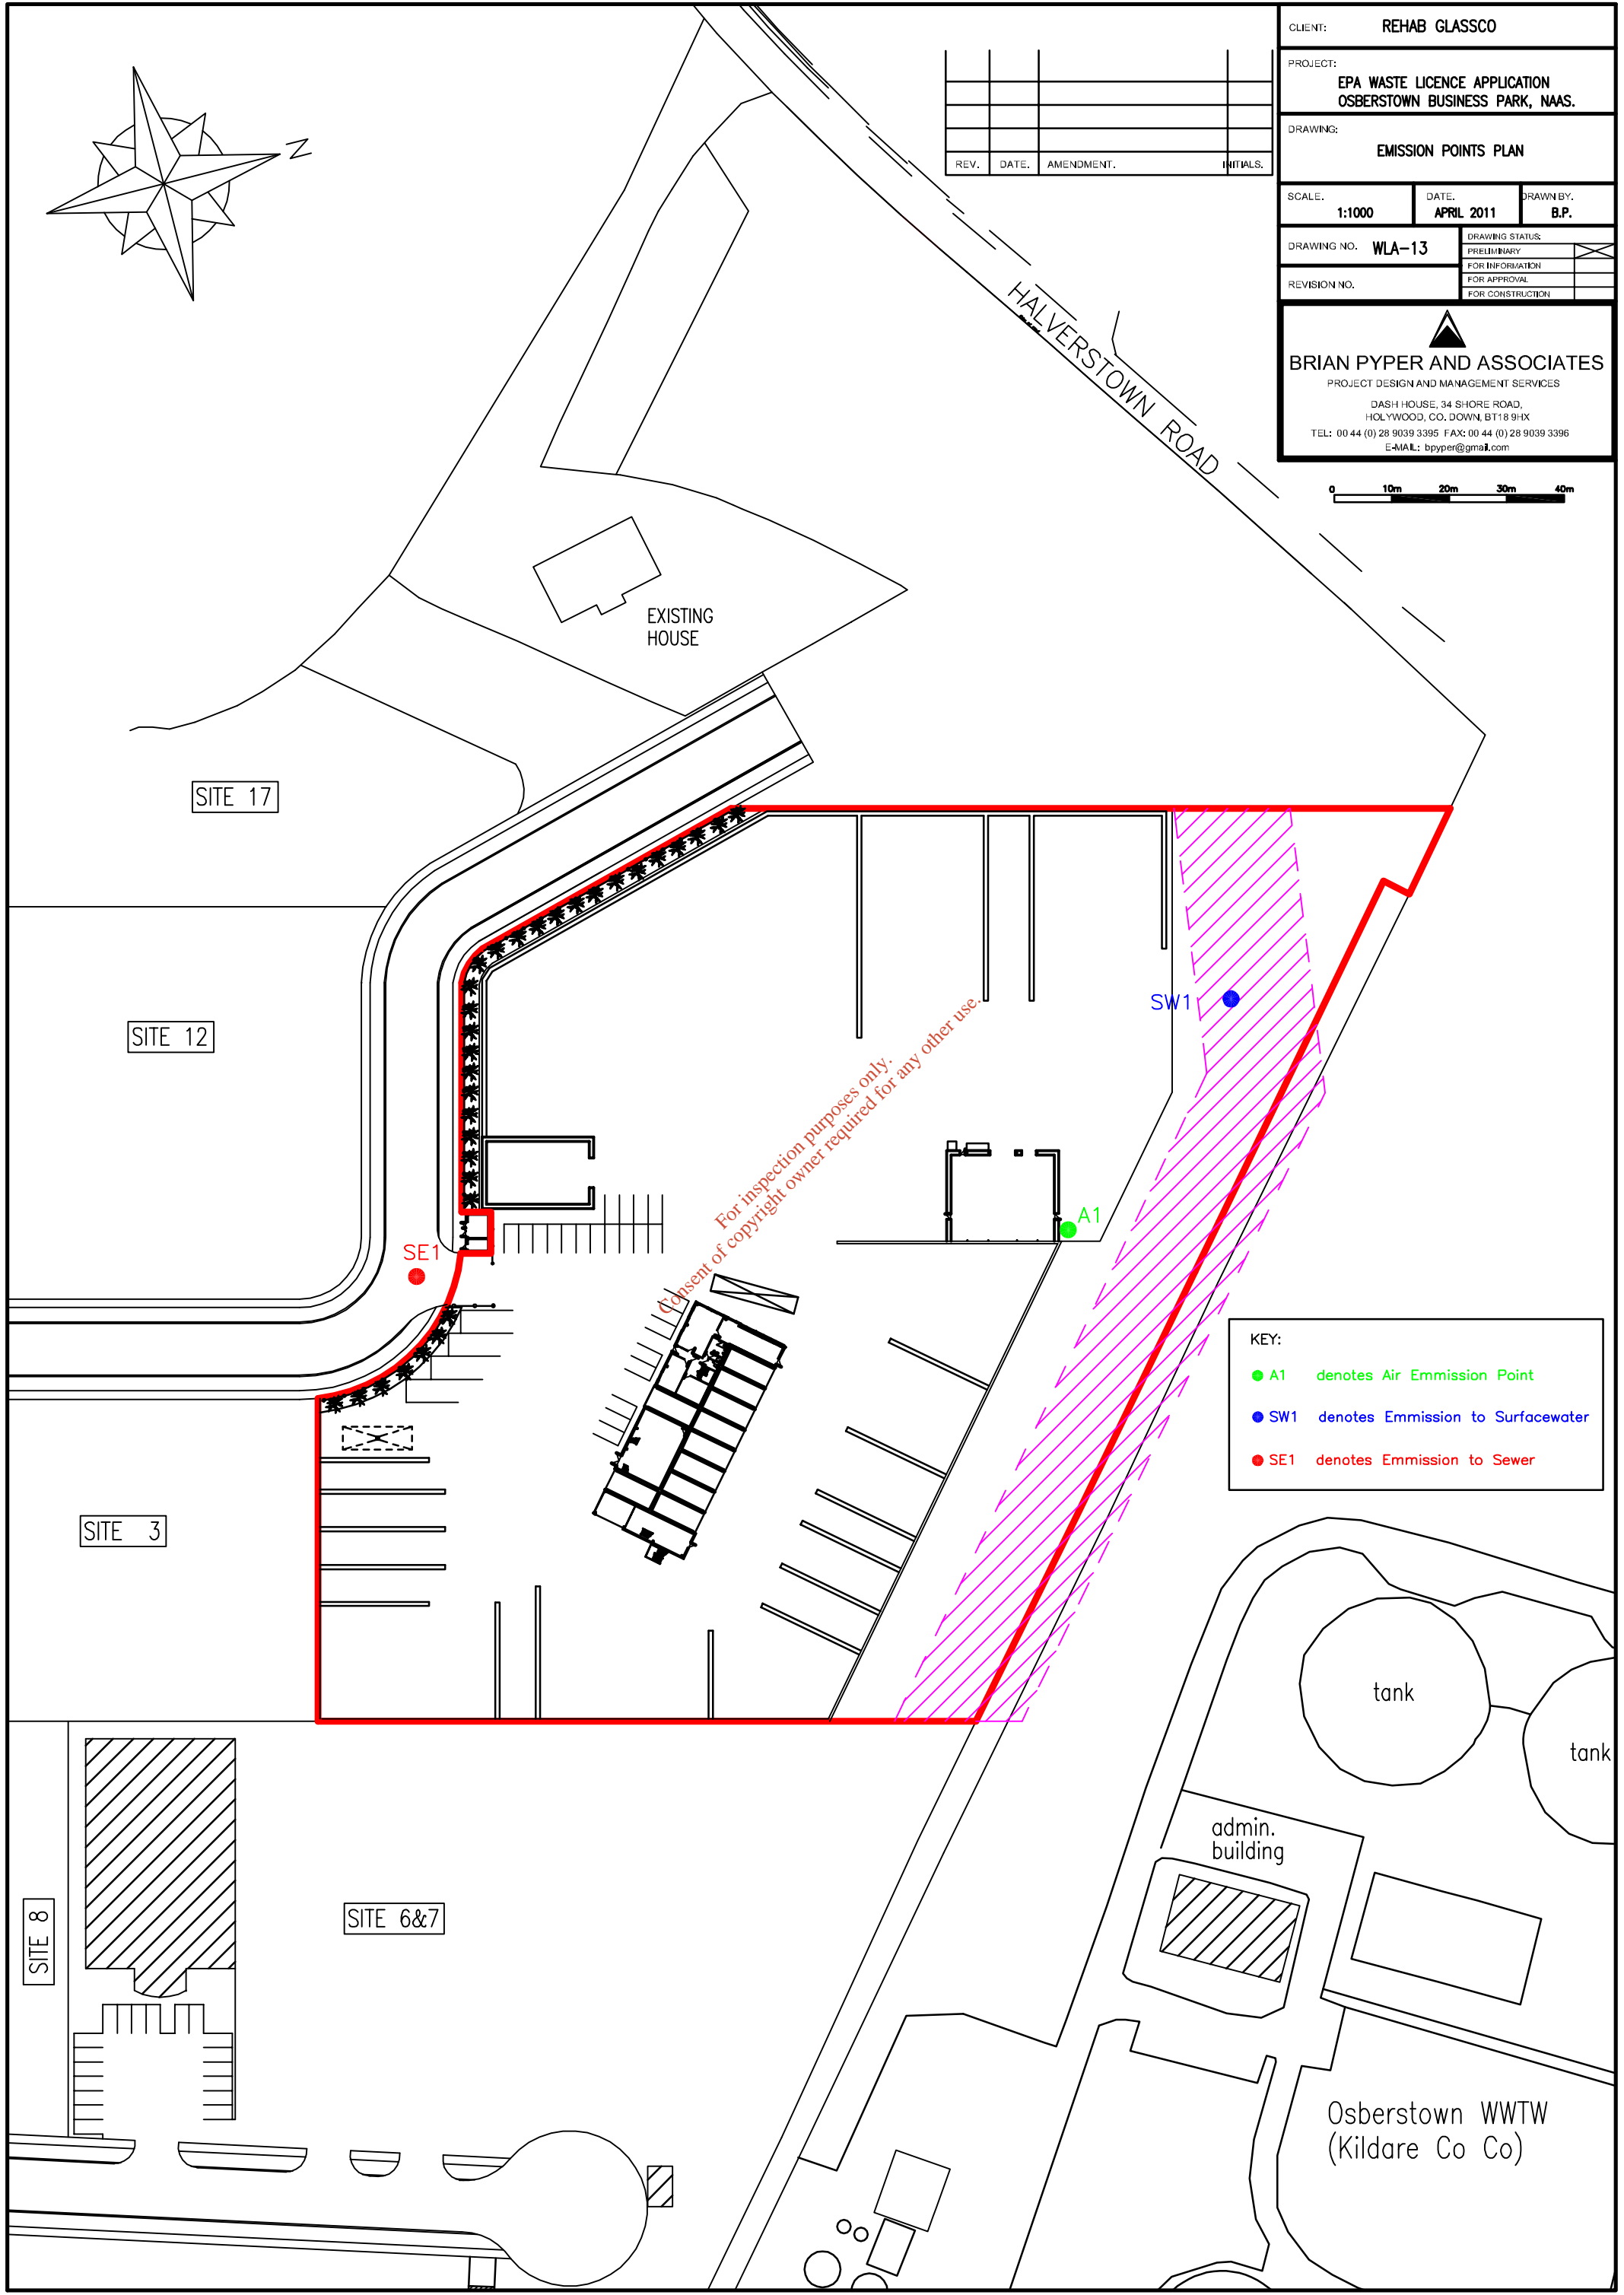 CLIENT: REHAB GLASSCO
PROJECT:
EPA WASTE LICENCE APPLICATION
OSBERSTOWN BUSINESS PARK, NAAS.
DRAWING:
EMISSION POINTS PLAN
SCALE. DATE. DRAWN BY.
1:1000 APRIL 2011 B.P.
DRAWING NO. WLA-13
REVISION NO.
DRAWING STATUS:
PRELIMINARY
FOR INFORMATION
FOR APPROVAL
FOR CONSTRUCTION
BRIAN PYPER AND ASSOCIATES
PROJECT DESIGN AND MANAGEMENT SERVICES
DASH HOUSE, 34 SHORE ROAD,
HOLYWOOD, CO. DOWN, BT18 9HX
TEL: 00 44 (0) 28 9039 3395 FAX: 00 44 (0) 28 9039 3396
E-MAIL: bpyper@gmail.com
REV. DATE. AMENDMENT. INITIALS.
0 10m 20m 30m 40m
N
HALVERSTOWN ROAD
EXISTING
HOUSE
SITE 17
SITE 12
SW1
For inspection purposes only.
Consent of copyright owner required for any other use.
A1
SE1
KEY:
A1 denotes Air Emmission Point
SW1 denotes Emmission to Surfacewater
SE1 denotes Emmission to Sewer
SITE 3
tank
tank
admin.
building
SITE 8
SITE 6&7
Osberstown WWTW
(Kildare Co Co)